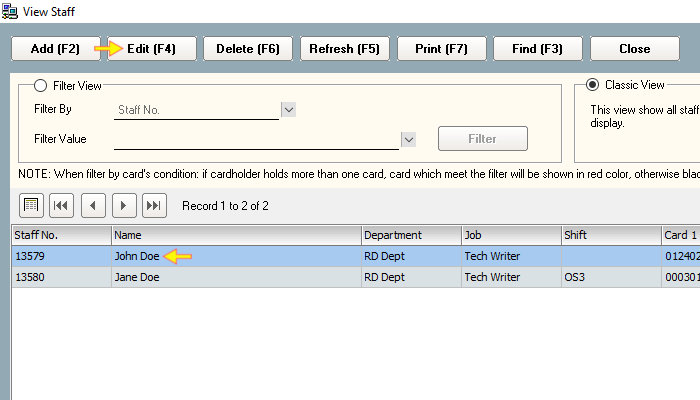 View Staff
Add (F2) Edit (F4) Delete (F6) Refresh (F5) Print (F7) Find (F3) Close
Filter View
Classic View
Filter By Staff No.
This view show all staff
display.
Filter Value Filter
NOTE: When filter by card's condition: if cardholder holds more than one card, card which meet the filter will be shown in red color, otherwise blac
Record 1 to 2 of 2
Staff No. Name Department Job Shift Card 1
13579 John Doe RD Dept Tech Writer 012402
13580 Jane Doe RD Dept Tech Writer OS3 000301